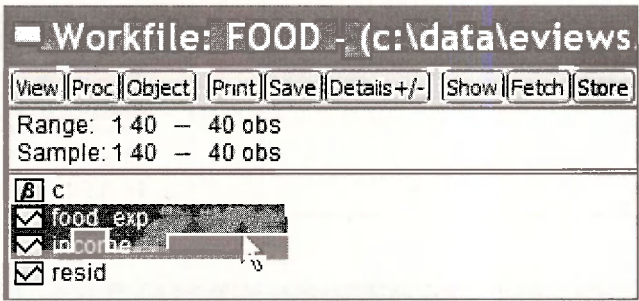 Workfile: FOOD - (c:\data\eviews
View Proc Object Print Save Details+/- Show Fetch Store
Range: 1 40 — 40 obs
Sample: 1 40 — 40 obs
β c
food_exp
income
resid